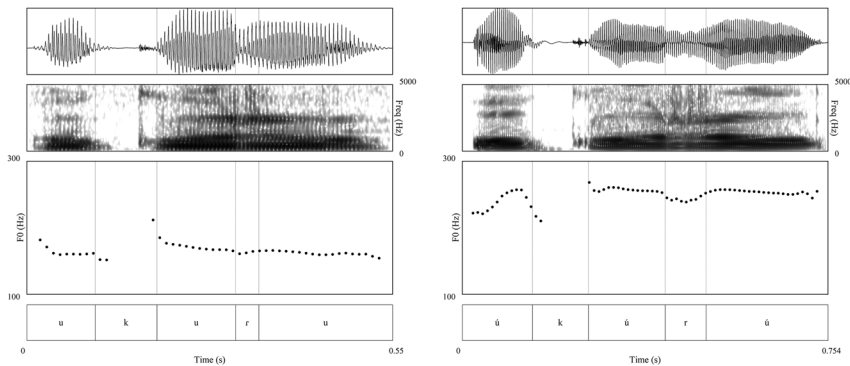 5000
Freq (Hz)
0
300
F0 (Hz)
100
u k u ɾ u
0 0.55
Time (s)
5000
Freq (Hz)
0
300
F0 (Hz)
100
ú k ú r ú
0 0.754
Time (s)